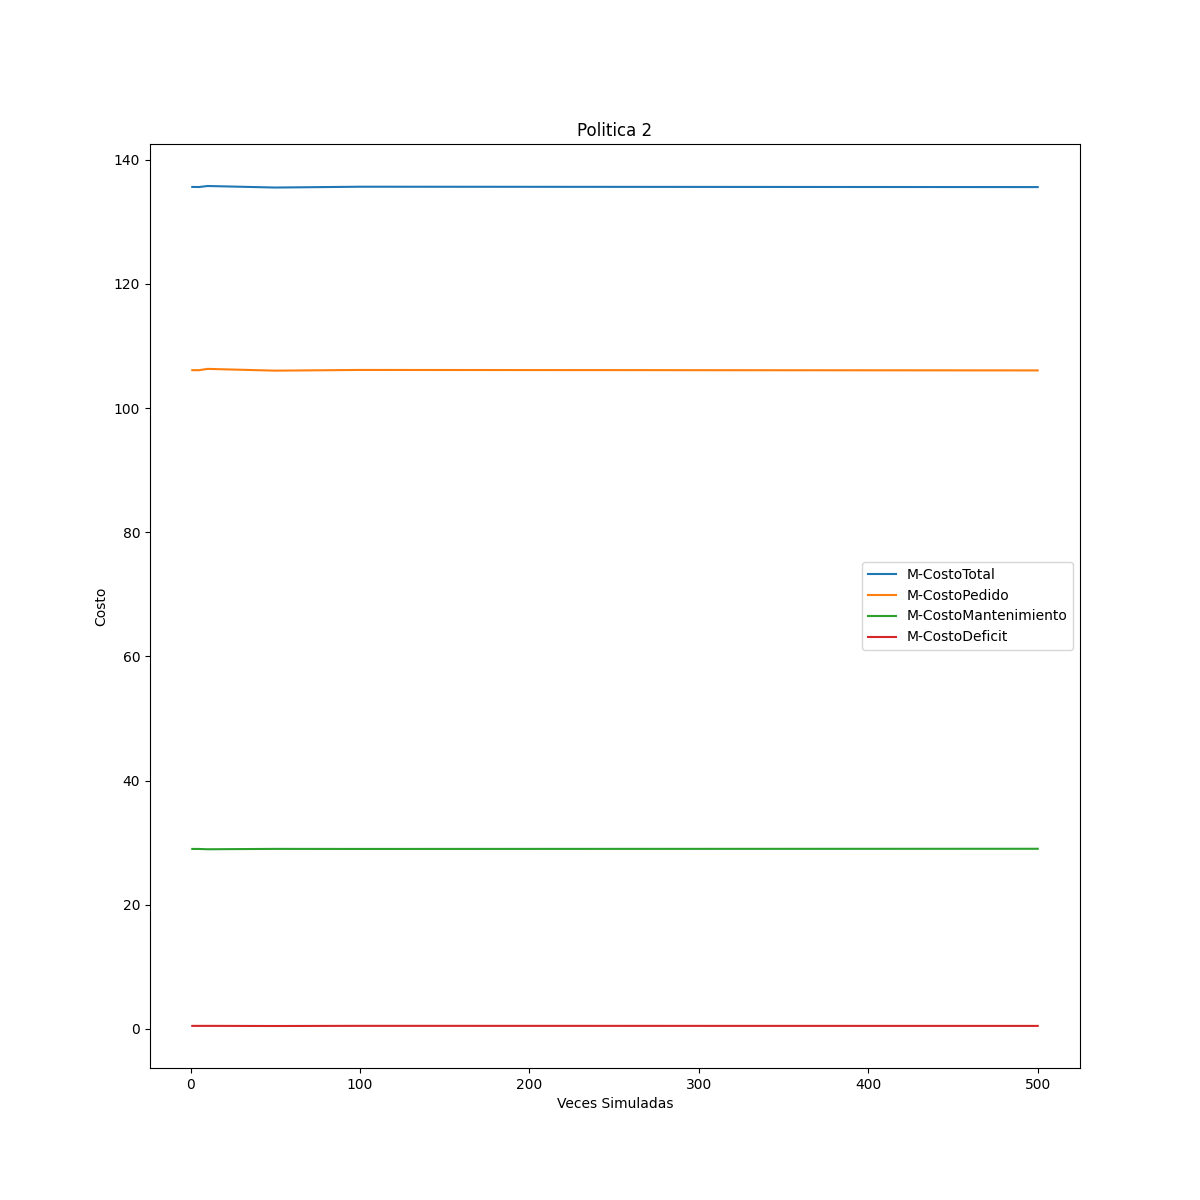 Politica 2
140
120
100
80
60
40
20
0
Costo
M-CostoTotal
M-CostoPedido
M-CostoMantenimiento
M-CostoDeficit
0 100 200 300 400 500
Veces Simuladas